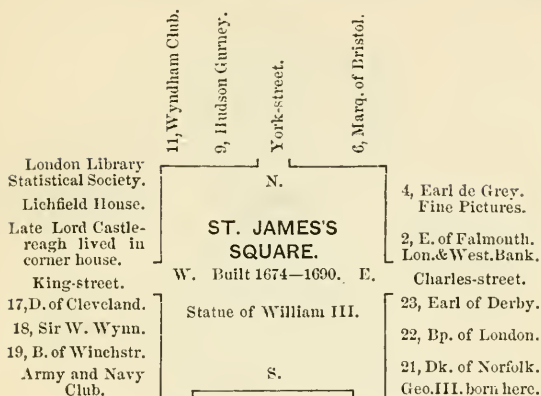 11, Wyndham Club.
9, Hudson Gurney.
York-street.
6, Marq. of Bristol.
London Library
Statistical Society.
Lichfield House.
Late Lord Castle-
reagh lived in
corner house.
King-street.
17, D. of Cleveland.
18, Sir W. Wynn.
19, B. of Winchstr.
Army and Navy
Club.
N.
ST. JAMES'S
SQUARE.
W. Built 1674—1690. E.
Statue of William III.
S.
4, Earl de Grey.
Fine Pictures.
2, E. of Falmouth.
Lon.& West. Bank.
Charles-street.
23, Earl of Derby.
22, Bp. of London.
21, Dk. of Norfolk.
Geo. III. born here.